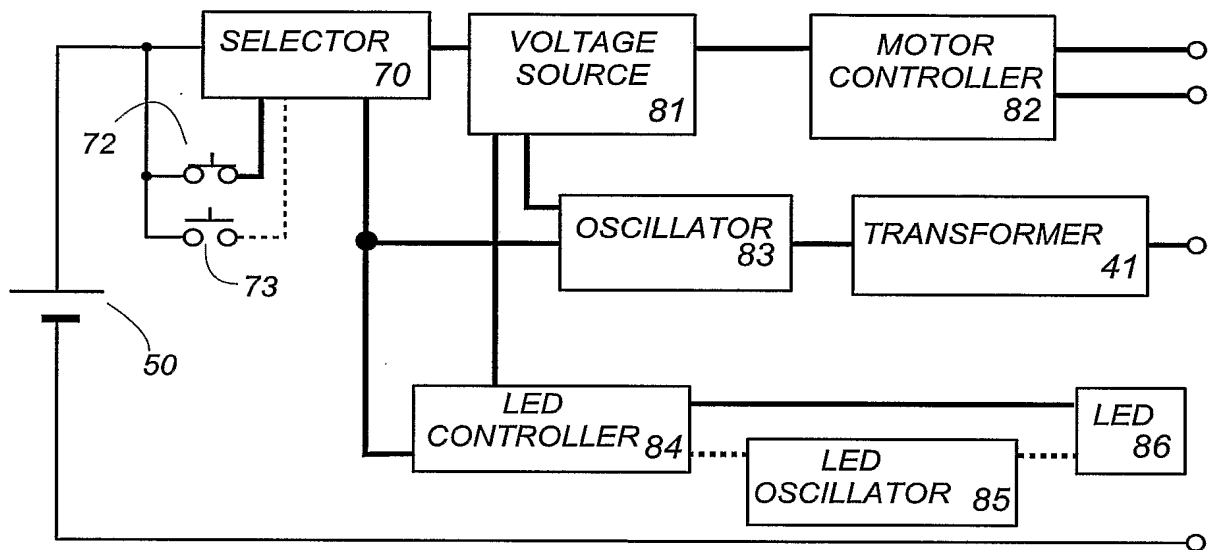 SELECTOR
70
VOLTAGE
SOURCE
81
MOTOR
CONTROLLER
82
72
73
50
OSCILLATOR
83
TRANSFORMER
41
LED
CONTROLLER
84
LED
OSCILLATOR
85
LED
86